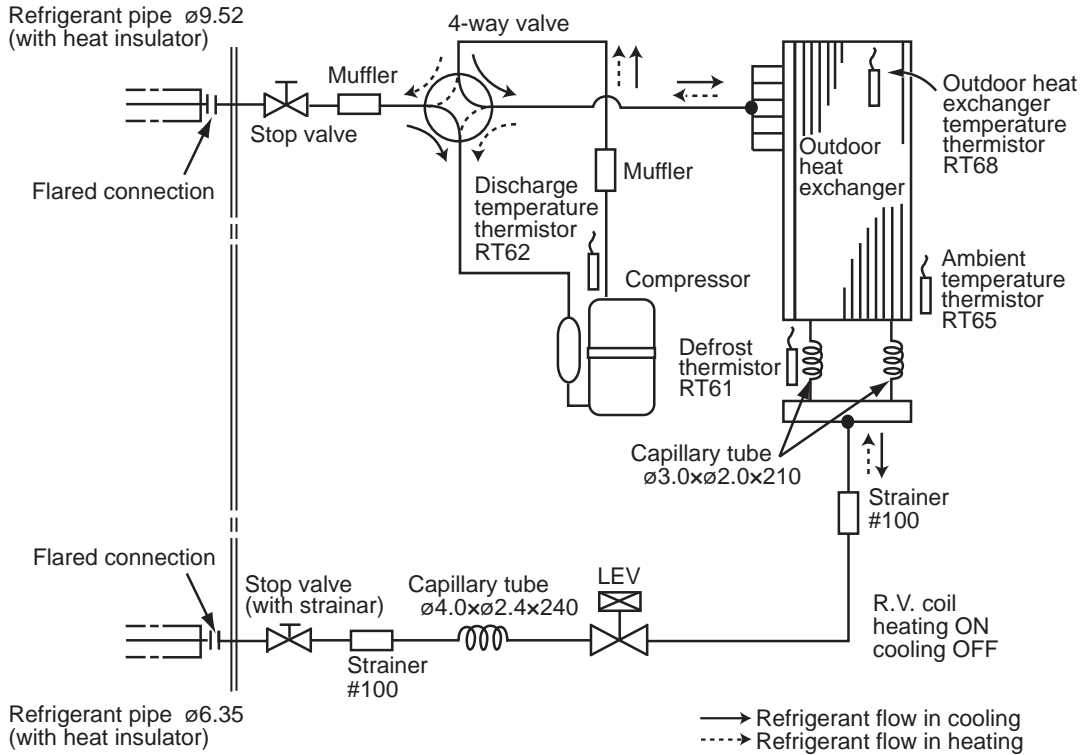 Refrigerant pipe ø9.52
(with heat insulator)
4-way valve
Muffler
Stop valve
Flared connection
Discharge
temperature
thermistor
RT62
Muffler
Compressor
Outdoor
heat
exchanger
Outdoor heat
exchanger
temperature
thermistor
RT68
Ambient
temperature
thermistor
RT65
Defrost
thermistor
RT61
Capillary tube
ø3.0×ø2.0×210
Strainer
#100
Flared connection
Stop valve
(with strainar)
Capillary tube
ø4.0×ø2.4×240
LEV
Strainer
#100
R.V. coil
heating ON
cooling OFF
Refrigerant pipe ø6.35
(with heat insulator)
Refrigerant flow in cooling
Refrigerant flow in heating